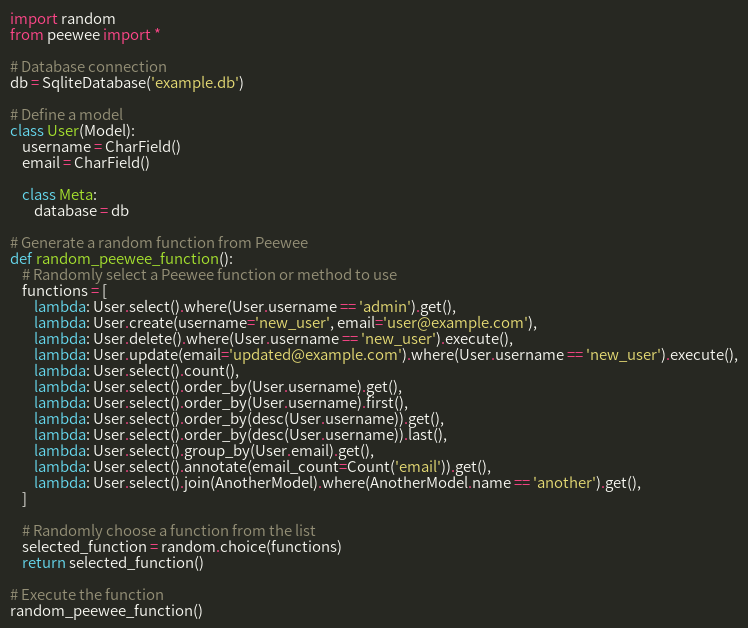 import random
from peewee import *
# Database connection
db = SqliteDatabase('example.db')
# Define a model
class User(Model):
    username = CharField()
    email = CharField()
    class Meta:
        database = db
# Generate a random function from Peewee
def random_peewee_function():
    # Randomly select a Peewee function or method to use
    functions = [
        lambda: User.select().where(User.username == 'admin').get(),
        lambda: User.create(username='new_user', email='user@example.com'),
        lambda: User.delete().where(User.username == 'new_user').execute(),
        lambda: User.update(email='updated@example.com').where(User.username == 'new_user').execute(),
        lambda: User.select().count(),
        lambda: User.select().order_by(User.username).get(),
        lambda: User.select().order_by(User.username).first(),
        lambda: User.select().order_by(desc(User.username)).get(),
        lambda: User.select().order_by(desc(User.username)).last(),
        lambda: User.select().group_by(User.email).get(),
        lambda: User.select().annotate(email_count=Count('email')).get(),
        lambda: User.select().join(AnotherModel).where(AnotherModel.name == 'another').get(),
    ]
    # Randomly choose a function from the list
    selected_function = random.choice(functions)
    return selected_function()
# Execute the function
random_peewee_function()